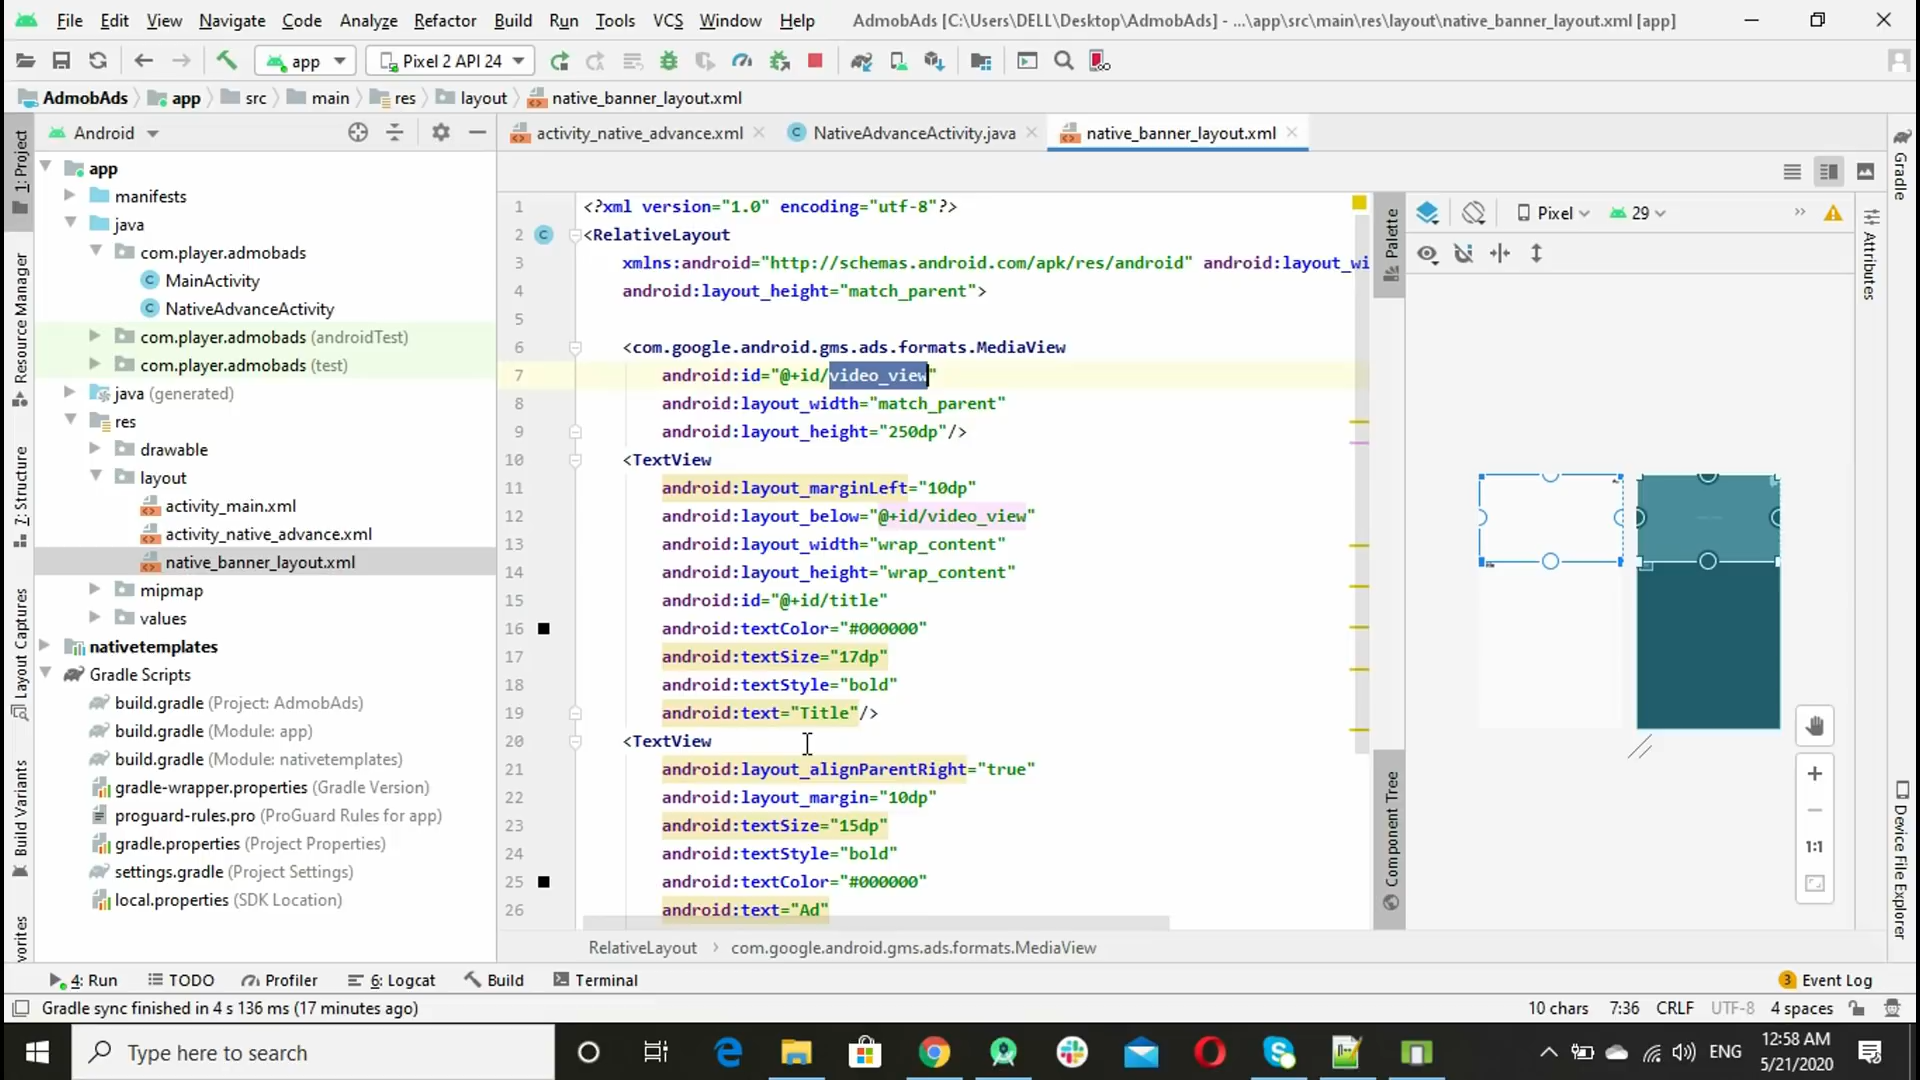 File Edit View Navigate Code Analyze Refactor Build Run Tools VCS Window Help AdmobAds [C:\Users\DELL\Desktop\AdmobAds] - ...\app\src\main\res\layout\native_banner_layout.xml [app]
app Pixel 2 API 24
AdmobAds app src main res layout native_banner_layout.xml
Android
activity_native_advance.xml NativeAdvanceActivity.java native_banner_layout.xml
1: Project
Resource Manager
7: Structure
Layout Captures
Build Variants
vorites
app
manifests
java
com.player.admobads
MainActivity
NativeAdvanceActivity
com.player.admobads (androidTest)
com.player.admobads (test)
java (generated)
res
drawable
layout
activity_main.xml
activity_native_advance.xml
native_banner_layout.xml
mipmap
values
nativetemplates
Gradle Scripts
build.gradle (Project: AdmobAds)
build.gradle (Module: app)
build.gradle (Module: nativetemplates)
gradle-wrapper.properties (Gradle Version)
proguard-rules.pro (ProGuard Rules for app)
gradle.properties (Project Properties)
settings.gradle (Project Settings)
local.properties (SDK Location)
1 <?xml version="1.0" encoding="utf-8"?>
2 <RelativeLayout
3 xmlns:android="http://schemas.android.com/apk/res/android" android:layout_wi
4 android:layout_height="match_parent">
5
6 <com.google.android.gms.ads.formats.MediaView
7 android:id="@+id/video_view"
8 android:layout_width="match_parent"
9 android:layout_height="250dp"/>
10 <TextView
11 android:layout_marginLeft="10dp"
12 android:layout_below="@+id/video_view"
13 android:layout_width="wrap_content"
14 android:layout_height="wrap_content"
15 android:id="@+id/title"
16 android:textColor="#000000"
17 android:textSize="17dp"
18 android:textStyle="bold"
19 android:text="Title"/>
20 <TextView
21 android:layout_alignParentRight="true"
22 android:layout_margin="10dp"
23 android:textSize="15dp"
24 android:textStyle="bold"
25 android:textColor="#000000"
26 android:text="Ad"
RelativeLayout com.google.android.gms.ads.formats.MediaView
Palette
Component Tree
Pixel 29
1:1
Gradle
Attributes
Device File Explorer
4: Run TODO Profiler 6: Logcat Build Terminal 3 Event Log
Gradle sync finished in 4 s 136 ms (17 minutes ago) 10 chars 7:36 CRLF UTF-8 4 spaces
Type here to search
ENG
12:58 AM
5/21/2020